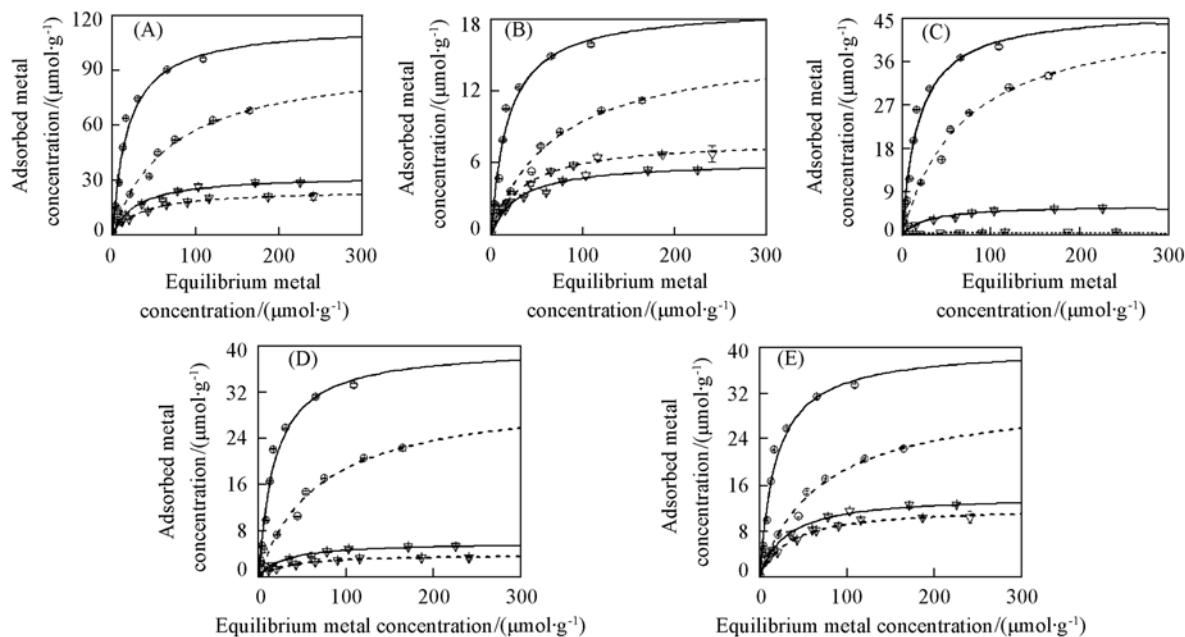 (A)
120
90
60
30
0
0 100 200 300
Adsorbed metal
concentration/(μmol·g⁻¹)
Equilibrium metal
concentration/(μmol·g⁻¹)
(B)
18
12
6
0
0 100 200 300
Adsorbed metal
concentration/(μmol·g⁻¹)
Equilibrium metal
concentration/(μmol·g⁻¹)
(C)
45
36
27
18
9
0
0 100 200 300
Adsorbed metal
concentration/(μmol·g⁻¹)
Equilibrium metal
concentration/(μmol·g⁻¹)
(D)
40
32
24
16
8
0
0 100 200 300
Adsorbed metal
concentration/(μmol·g⁻¹)
Equilibrium metal concentration/(μmol·g⁻¹)
(E)
40
32
24
16
8
0
0 100 200 300
Adsorbed metal
concentration/(μmol·g⁻¹)
Equilibrium metal concentration/(μmol·g⁻¹)